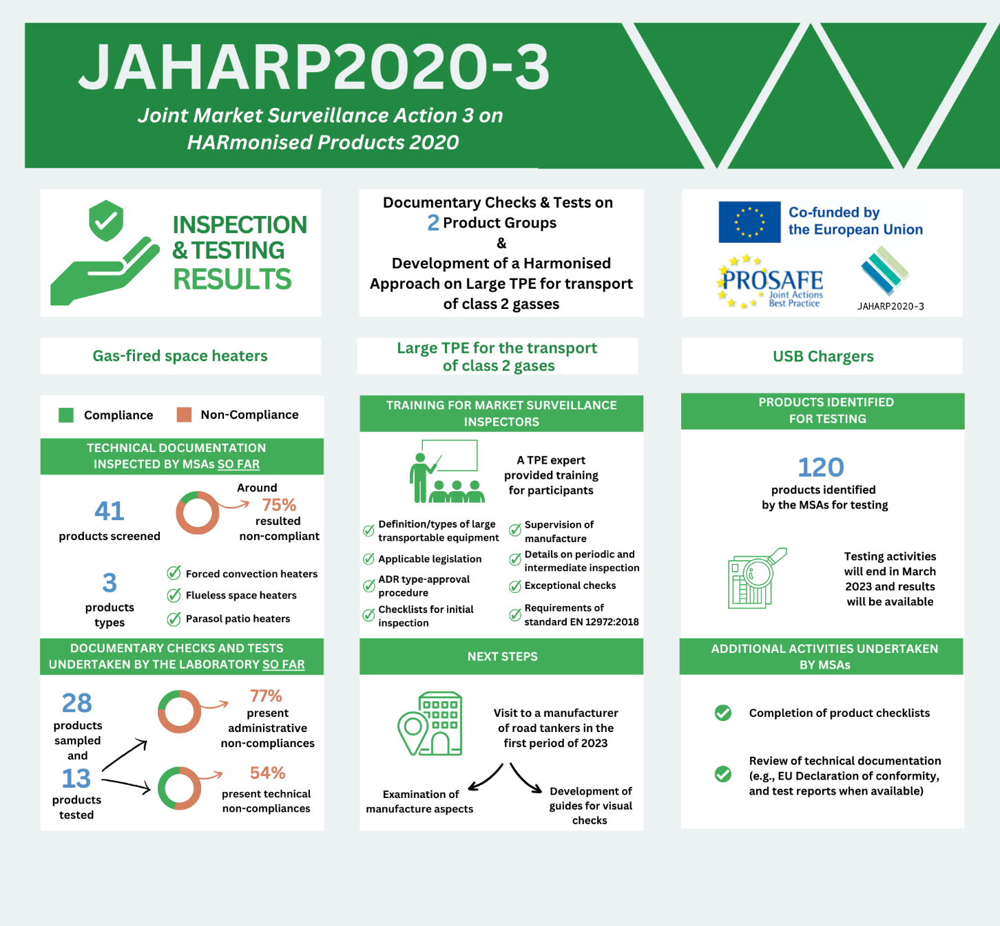 JAHARP2020-3
Joint Market Surveillance Action 3 on
HARmonised Products 2020
INSPECTION
& TESTING
RESULTS
Documentary Checks & Tests on
2 Product Groups
&
Development of a Harmonised
Approach on Large TPE for transport
of class 2 gasses
Co-funded by
the European Union
PROSAFE
Joint Actions
Best Practice
JAHARP2020-3
Gas-fired space heaters
Large TPE for the transport
of class 2 gases
USB Chargers
Compliance
Non-Compliance
TECHNICAL DOCUMENTATION
INSPECTED BY MSAs SO FAR
41
products screened
Around
75%
resulted
non-compliant
3
products
types
Forced convection heaters
Flueless space heaters
Parasol patio heaters
DOCUMENTARY CHECKS AND TESTS
UNDERTAKEN BY THE LABORATORY SO FAR
28
products
sampled
and
13
products
tested
77%
present
administrative
non-compliances
54%
present technical
non-compliances
TRAINING FOR MARKET SURVEILLANCE
INSPECTORS
A TPE expert
provided training
for participants
Definition/types of large
transportable equipment
Applicable legislation
ADR type-approval
procedure
Checklists for initial
inspection
Supervision of
manufacture
Details on periodic and
intermediate inspection
Exceptional checks
Requirements of
standard EN 12972:2018
NEXT STEPS
Visit to a manufacturer
of road tankers in the
first period of 2023
Examination of
manufacture aspects
Development of
guides for visual
checks
PRODUCTS IDENTIFIED
FOR TESTING
120
products identified
by the MSAs for testing
Testing activities
will end in March
2023 and results
will be available
ADDITIONAL ACTIVITIES UNDERTAKEN
BY MSAs
Completion of product checklists
Review of technical documentation
(e.g., EU Declaration of conformity,
and test reports when available)